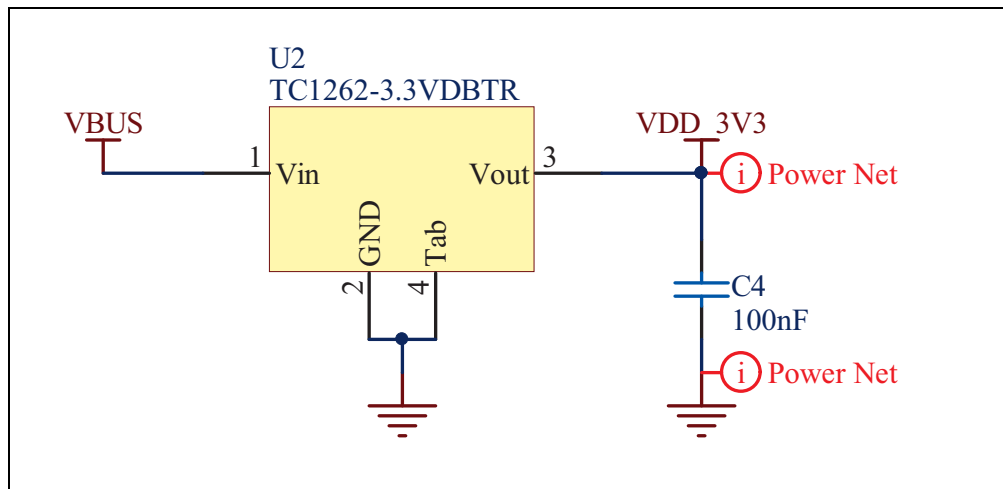 U2
TC1262-3.3VDBTR
VBUS
VDD_3V3
1
Vin
Vout
3
i Power Net
GND
Tab
2
4
C4
100nF
i Power Net